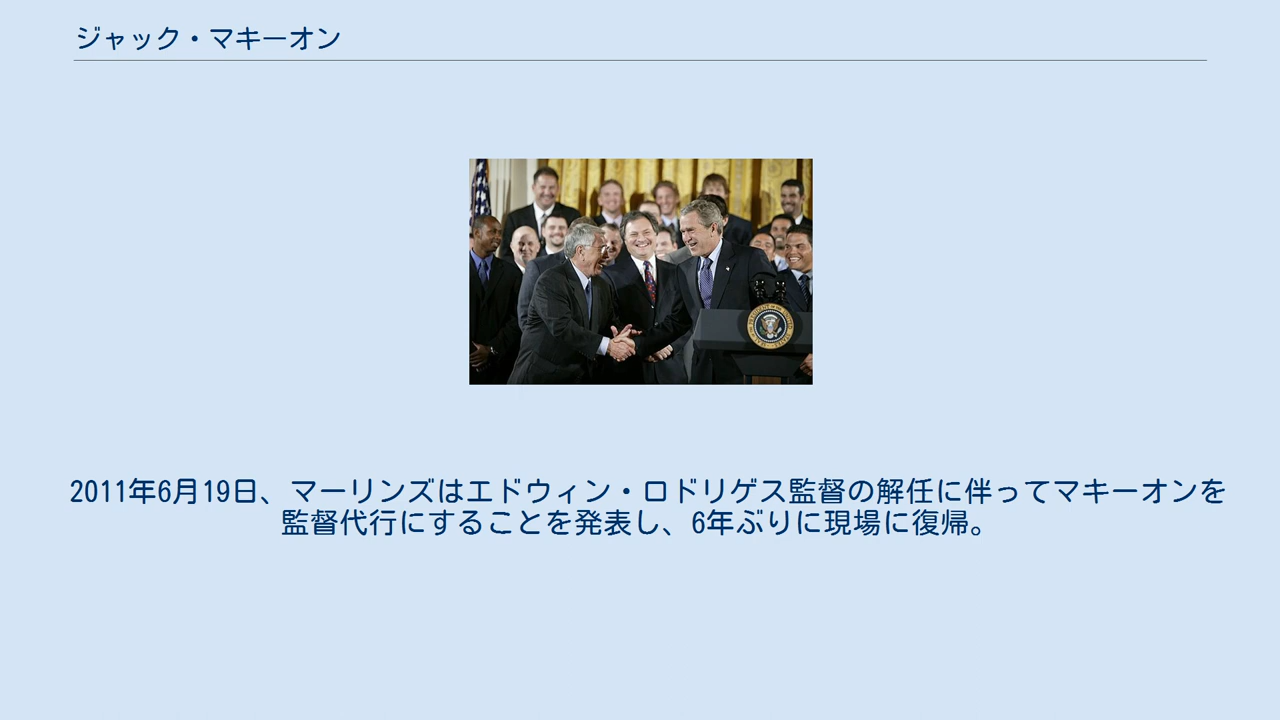 ジャック・マキーオン
2011年6月19日、マーリンズはエドウィン・ロドリゲス監督の解任に伴ってマキーオンを
監督代行にすることを発表し、6年ぶりに現場に復帰。